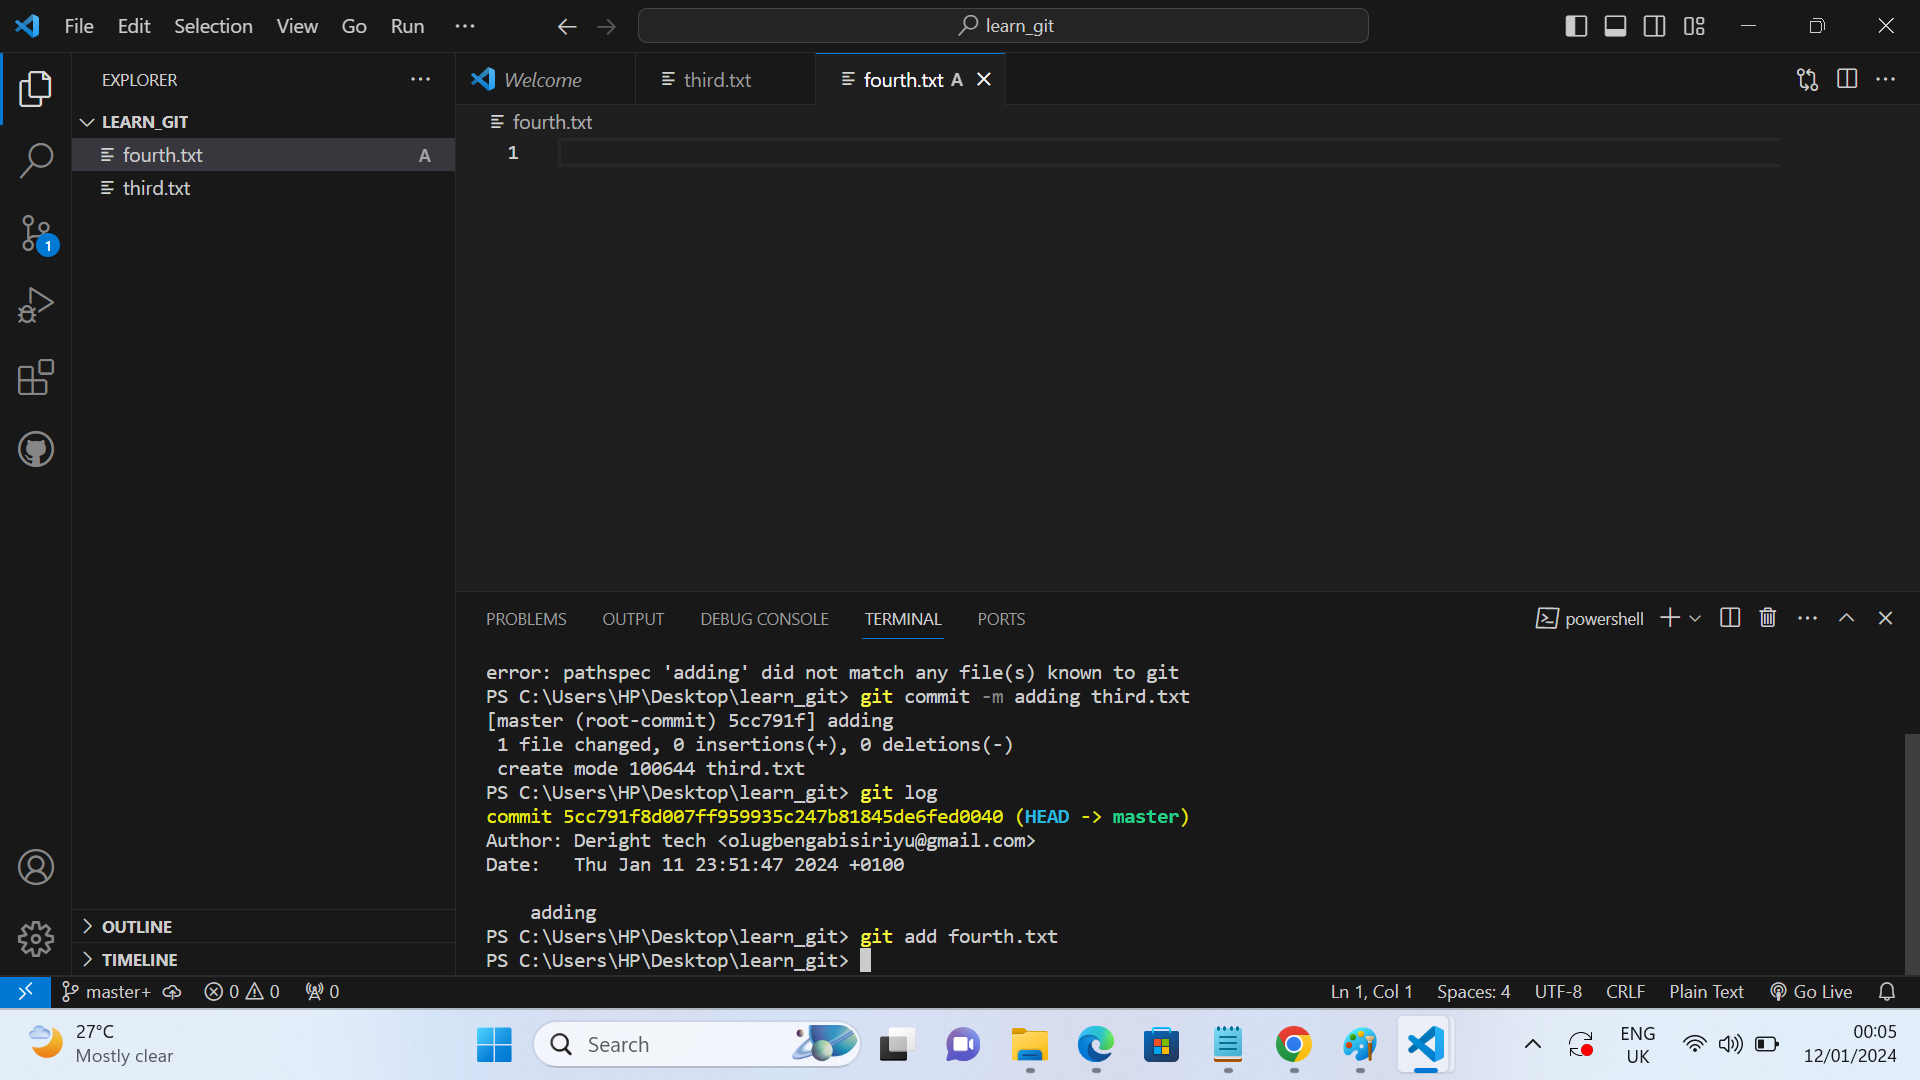 File Edit Selection View Go Run ···
learn_git
EXPLORER
Welcome
third.txt
fourth.txt A
LEARN_GIT
fourth.txt A
third.txt
fourth.txt
1
1
PROBLEMS OUTPUT DEBUG CONSOLE TERMINAL PORTS
powershell
error: pathspec 'adding' did not match any file(s) known to git
PS C:\Users\HP\Desktop\learn_git> git commit -m adding third.txt
[master (root-commit) 5cc791f] adding
1 file changed, 0 insertions(+), 0 deletions(-)
create mode 100644 third.txt
PS C:\Users\HP\Desktop\learn_git> git log
commit 5cc791f8d007ff959935c247b81845de6fed0040 (HEAD -> master)
Author: Deright tech <olugbengabisiriyu@gmail.com>
Date:   Thu Jan 11 23:51:47 2024 +0100
adding
PS C:\Users\HP\Desktop\learn_git> git add fourth.txt
PS C:\Users\HP\Desktop\learn_git>
OUTLINE
TIMELINE
master+ 0 0 0
Ln 1, Col 1 Spaces: 4 UTF-8 CRLF Plain Text Go Live
27°C
Mostly clear
Search
ENG
UK
00:05
12/01/2024